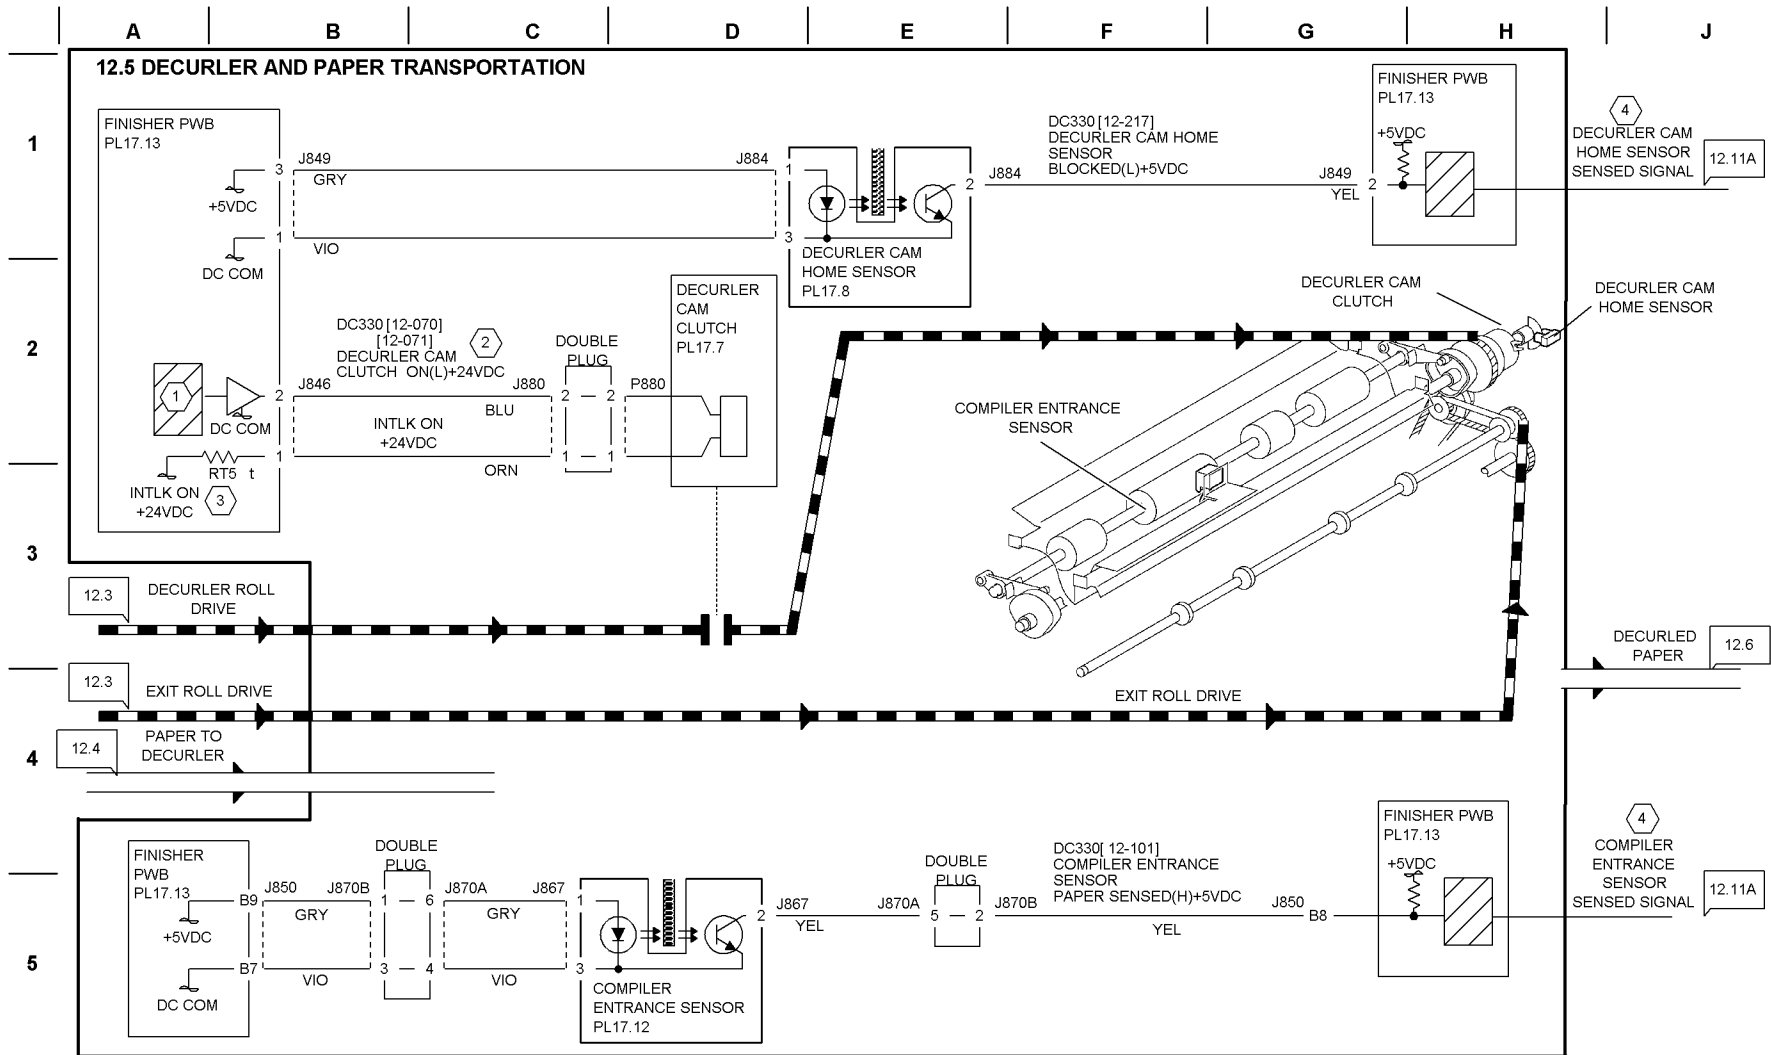 A B C D E F G H J
12.5 DECURLER AND PAPER TRANSPORTATION
1
FINISHER PWB
PL17.13
3
J849
GRY
+5VDC
1
VIO
DC COM
J884
1
3
DECURLER CAM
HOME SENSOR
PL17.8
2
J884
DC330 [12-217]
DECURLER CAM HOME
SENSOR
BLOCKED(L)+5VDC
J849
YEL
2
FINISHER PWB
PL17.13
+5VDC
4
DECURLER CAM
HOME SENSOR
SENSED SIGNAL
12.11A
2
1
DC COM
2
J846
DC330 [12-070]
[12-071]
DECURLER CAM
CLUTCH ON(L)+24VDC
2
BLU
INTLK ON
+24VDC
ORN
1
RT5 t
INTLK ON
+24VDC
3
J880
DOUBLE
PLUG
2 2
1 1
P880
DECURLER
CAM
CLUTCH
PL17.7
COMPILER ENTRANCE
SENSOR
DECURLER CAM
CLUTCH
DECURLER CAM
HOME SENSOR
3
12.3
DECURLER ROLL
DRIVE
12.3
EXIT ROLL DRIVE
EXIT ROLL DRIVE
DECURLED
PAPER
12.6
4
12.4
PAPER TO
DECURLER
5
FINISHER
PWB
PL17.13
+5VDC
DC COM
B9
B7
J850
GRY
VIO
J870B
DOUBLE
PLUG
1 6
3 4
J870A
GRY
VIO
J867
1
3
COMPILER
ENTRANCE SENSOR
PL17.12
2
J867
YEL
J870A
DOUBLE
PLUG
5 2
J870B
DC330[ 12-101]
COMPILER ENTRANCE
SENSOR
PAPER SENSED(H)+5VDC
YEL
J850
B8
FINISHER PWB
PL17.13
+5VDC
4
COMPILER
ENTRANCE
SENSOR
SENSED SIGNAL
12.11A